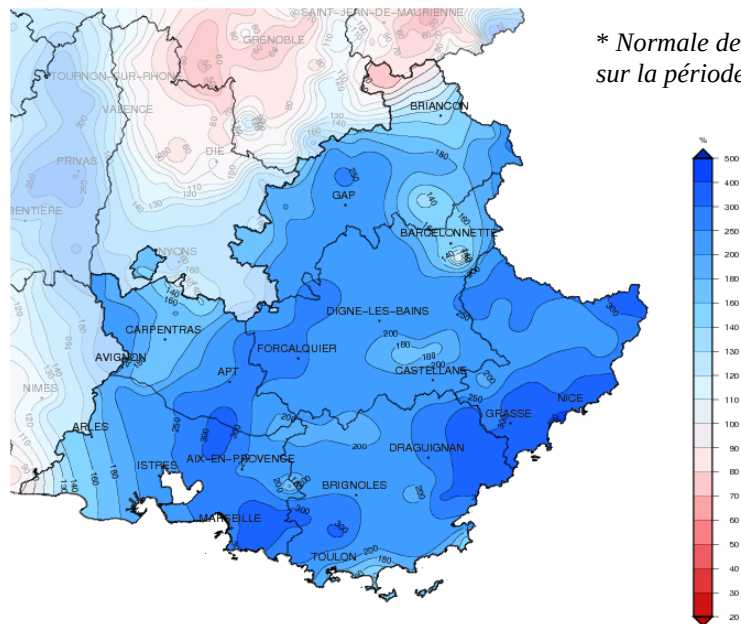 * Normale de
sur la période
SAINT-JEAN-DE-MAURIENNE
GRENOBLE
TOURNON-SUR-RHON
VALENCE
BRIANCON
PRIVAS
DIE
GAP
ENTIERE
NYONS
BARCELONNETTE
DIGNE-LES-BAINS
CARPENTRAS
AVIGNON
FORCALQUIER
APT
CASTELLANE
NIMES
NICE
GRASSE
ARLES
DRAGUIGNAN
ISTRES
AIX-EN-PROVENCE
BRIGNOLES
MARSEILLE
TOULON
%
500
400
300
250
200
180
160
140
130
120
110
100
90
80
70
60
50
40
30
20